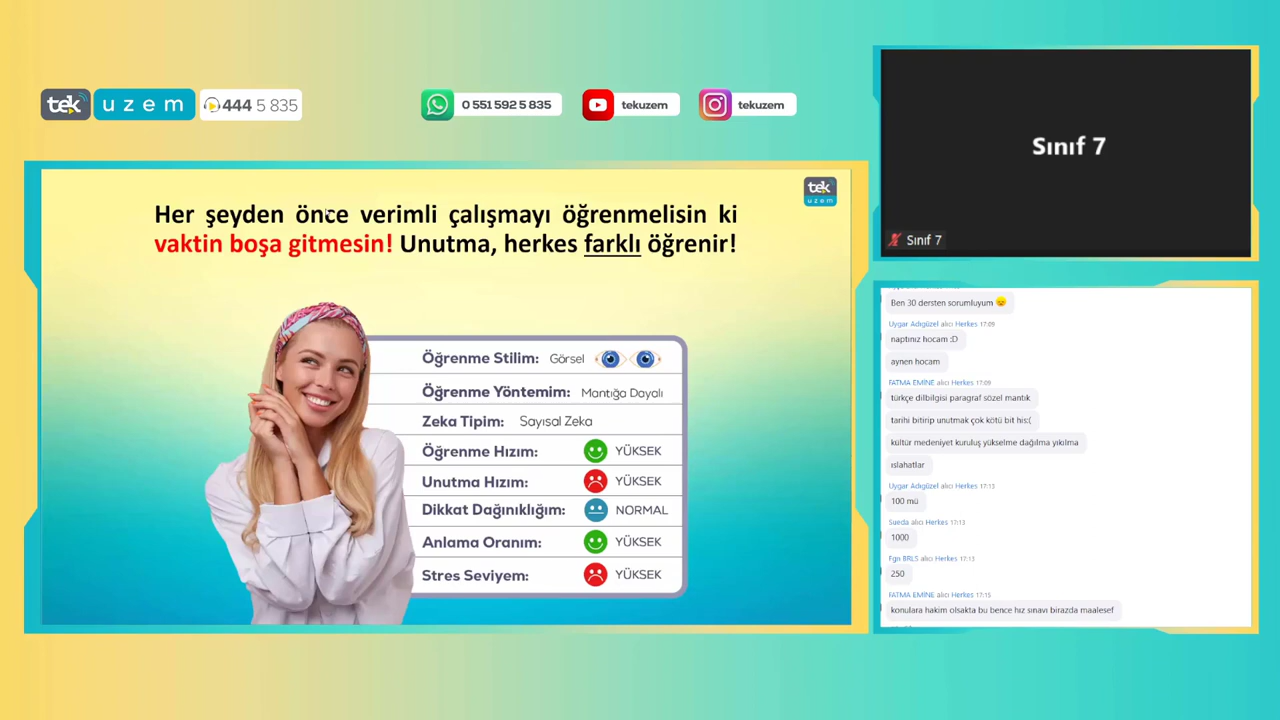 tek uzem 444 5 835
0 551 592 5 835
tekuzem
tekuzem
tek
uzem
Her şeyden önce verimli çalışmayı öğrenmelisin ki
vaktin boşa gitmesin! Unutma, herkes farklı öğrenir!
Öğrenme Stilim: Görsel
Öğrenme Yöntemim: Mantığa Dayalı
Zeka Tipim: Sayısal Zeka
Öğrenme Hızım: YÜKSEK
Unutma Hızım: YÜKSEK
Dikkat Dağınıklığım: NORMAL
Anlama Oranım: YÜKSEK
Stres Seviyem: YÜKSEK
Sınıf 7
Sınıf 7
Ben 30 dersten sorumluyum
Uygar Adıgüzel alıcı Herkes 17:09
naptınız hocam :D
aynen hocam
FATMA EMİNE alıcı Herkes 17:09
türkçe dilbilgisi paragraf sözel mantık
tarihi bitirip unutmak çok kötü bit his:(
kültür medeniyet kuruluş yükselme dağılma yıkılma
ıslahatlar
Uygar Adıgüzel alıcı Herkes 17:13
100 mü
Sueda alıcı Herkes 17:13
1000
Fgn BRLS alıcı Herkes 17:13
250
FATMA EMİNE alıcı Herkes 17:15
konulara hakim olsakta bu bence hız sınavı birazda maalesef